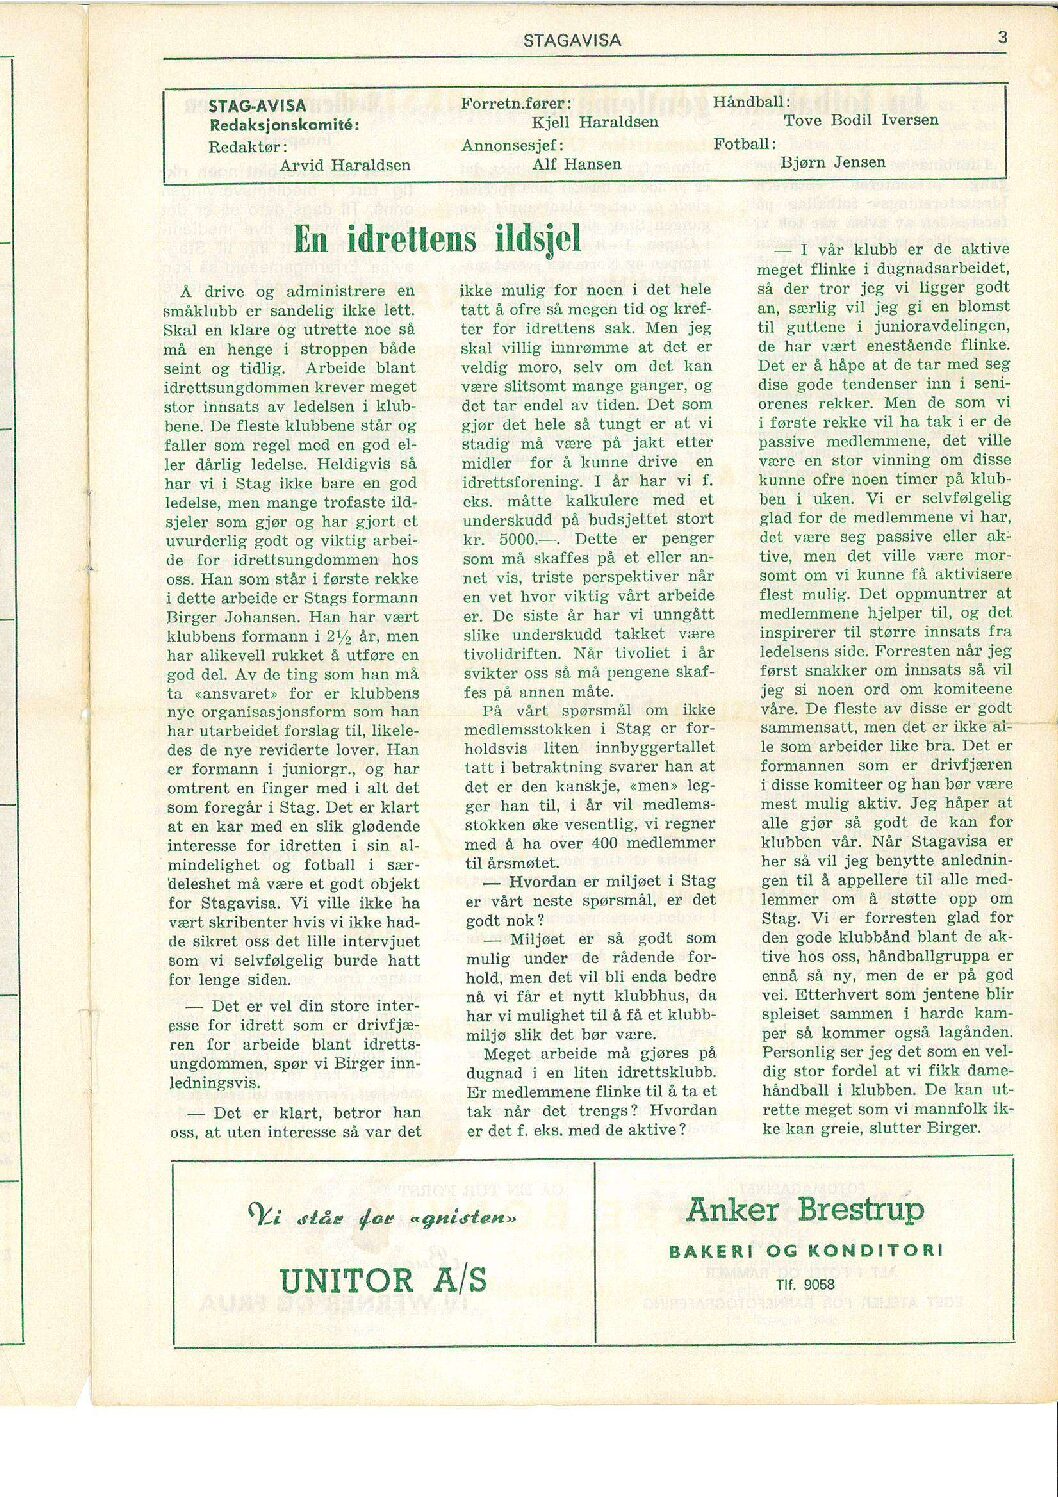 STAGAVISA 3
STAG-AVISA
Redaksjonskomité:
Redaktør:
Arvid Haraldsen
Forretn.fører:
Kjell Haraldsen
Annonsesjef:
Alf Hansen
Håndball:
Tove Bodil Iversen
Fotball:
Bjørn Jensen
En idrettens ildsjel
Å drive og administrere en
småklubb er sandelig ikke lett.
Skal en klare og utrette noe så
må en henge i stroppen både
seint og tidlig. Arbeide blant
idrettsungdommen krever meget
stor innsats av ledelsen i klub-
bene. De fleste klubbene står og
faller som regel med en god el-
ler dårlig ledelse. Heldigvis så
har vi i Stag ikke bare en god
ledelse, men mange trofaste ild-
sjeler som gjør og har gjort et
uvurderlig godt og viktig arbei-
de for idrettsungdommen hos
oss. Han som står i første rekke
i dette arbeide er Stags formann
Birger Johansen. Han har vært
klubbens formann i 2½ år, men
har alikevell rukket å utføre en
god del. Av de ting som han må
ta «ansvaret» for er klubbens
nye organisasjonsform som han
har utarbeidet forslag til, likele-
des de nye reviderte lover. Han
er formann i juniorgr., og har
omtrent en finger med i alt det
som foregår i Stag. Det er klart
at en kar med en slik glødende
interesse for idretten i sin al-
mindelighet og fotball i sær-
deleshet må være et godt objekt
for Stagavisa. Vi ville ikke ha
vært skribenter hvis vi ikke had-
de sikret oss det lille intervjuet
som vi selvfølgelig burde hatt
for lenge siden.
— Det er vel din store inter-
esse for idrett som er drivfjæ-
ren for arbeide blant idretts-
ungdommen, spør vi Birger inn-
ledningsvis.
— Det er klart, betror han
oss, at uten interesse så var det
ikke mulig for noen i det hele
tatt å ofre så megen tid og kref-
ter for idrettens sak. Men jeg
skal villig innrømme at det er
veldig moro, selv om det kan
være slitsomt mange ganger, og
det tar endel av tiden. Det som
gjør det hele så tungt er at vi
stadig må være på jakt etter
midler for å kunne drive en
idrettsforening. I år har vi f.
eks. måtte kalkulere med et
underskudd på budsjettet stort
kr. 5000.—. Dette er penger
som må skaffes på et eller an-
net vis, triste perspektiver når
en vet hvor viktig vårt arbeide
er. De siste år har vi unngått
slike underskudd takket være
tivolidriften. Når tivoliet i år
svikter oss så må pengene skaf-
fes på annen måte.
På vårt spørsmål om ikke
medlemsstokken i Stag er for-
holdsvis liten innbyggertallet
tatt i betraktning svarer han at
det er den kanskje, «men» leg-
ger han til, i år vil medlems-
stokken øke vesentlig, vi regner
med å ha over 400 medlemmer
til årsmøtet.
— Hvordan er miljøet i Stag
er vårt neste spørsmål, er det
godt nok?
— Miljøet er så godt som
mulig under de rådende for-
hold, men det vil bli enda bedre
nå vi får et nytt klubbhus, da
har vi mulighet til å få et klubb-
miljø slik det bør være.
Meget arbeide må gjøres på
dugnad i en liten idrettsklubb.
Er medlemmene flinke til å ta et
tak når det trengs? Hvordan
er det f. eks. med de aktive?
— I vår klubb er de aktive
meget flinke i dugnadsarbeidet,
så der tror jeg vi ligger godt
an, særlig vil jeg gi en blomst
til guttene i junioravdelingen,
de har vært enestående flinke.
Det er å håpe at de tar med seg
disse gode tendenser inn i seni-
orenes rekker. Men de som vi
i første rekke vil ha tak i er de
passive medlemmene, det ville
være en stor vinning om disse
kunne ofre noen timer på klub-
ben i uken. Vi er selvfølgelig
glad for de medlemmene vi har,
det være seg passive eller ak-
tive, men det ville være mor-
somt om vi kunne få aktivisere
flest mulig. Det oppmuntrer at
medlemmene hjelper til, og det
inspirerer til større innsats fra
ledelsens side. Forresten når jeg
først snakker om innsats så vil
jeg si noen ord om komiteene
våre. De fleste av disse er godt
sammensatt, men det er ikke al-
le som arbeider like bra. Det er
formannen som er drivfjæren
i disse komiteer og han bør være
mest mulig aktiv. Jeg håper at
alle gjør så godt de kan for
klubben vår. Når Stagavisa er
her så vil jeg benytte anlednin-
gen til å appellere til alle med-
lemmer om å støtte opp om
Stag. Vi er forresten glad for
den gode klubbånd blant de ak-
tive hos oss, håndballgruppa er
ennå så ny, men de er på god
vei. Etterhvert som jentene blir
spleiset sammen i harde kam-
per så kommer også lagånden.
Personlig ser jeg det som en vel-
dig stor fordel at vi fikk dame-
håndball i klubben. De kan ut-
rette meget som vi mannfolk ik-
ke kan greie, slutter Birger.
Vi står for «gnisten»
UNITOR A/S
Anker Brestrup
BAKERI OG KONDITORI
Tlf. 9058